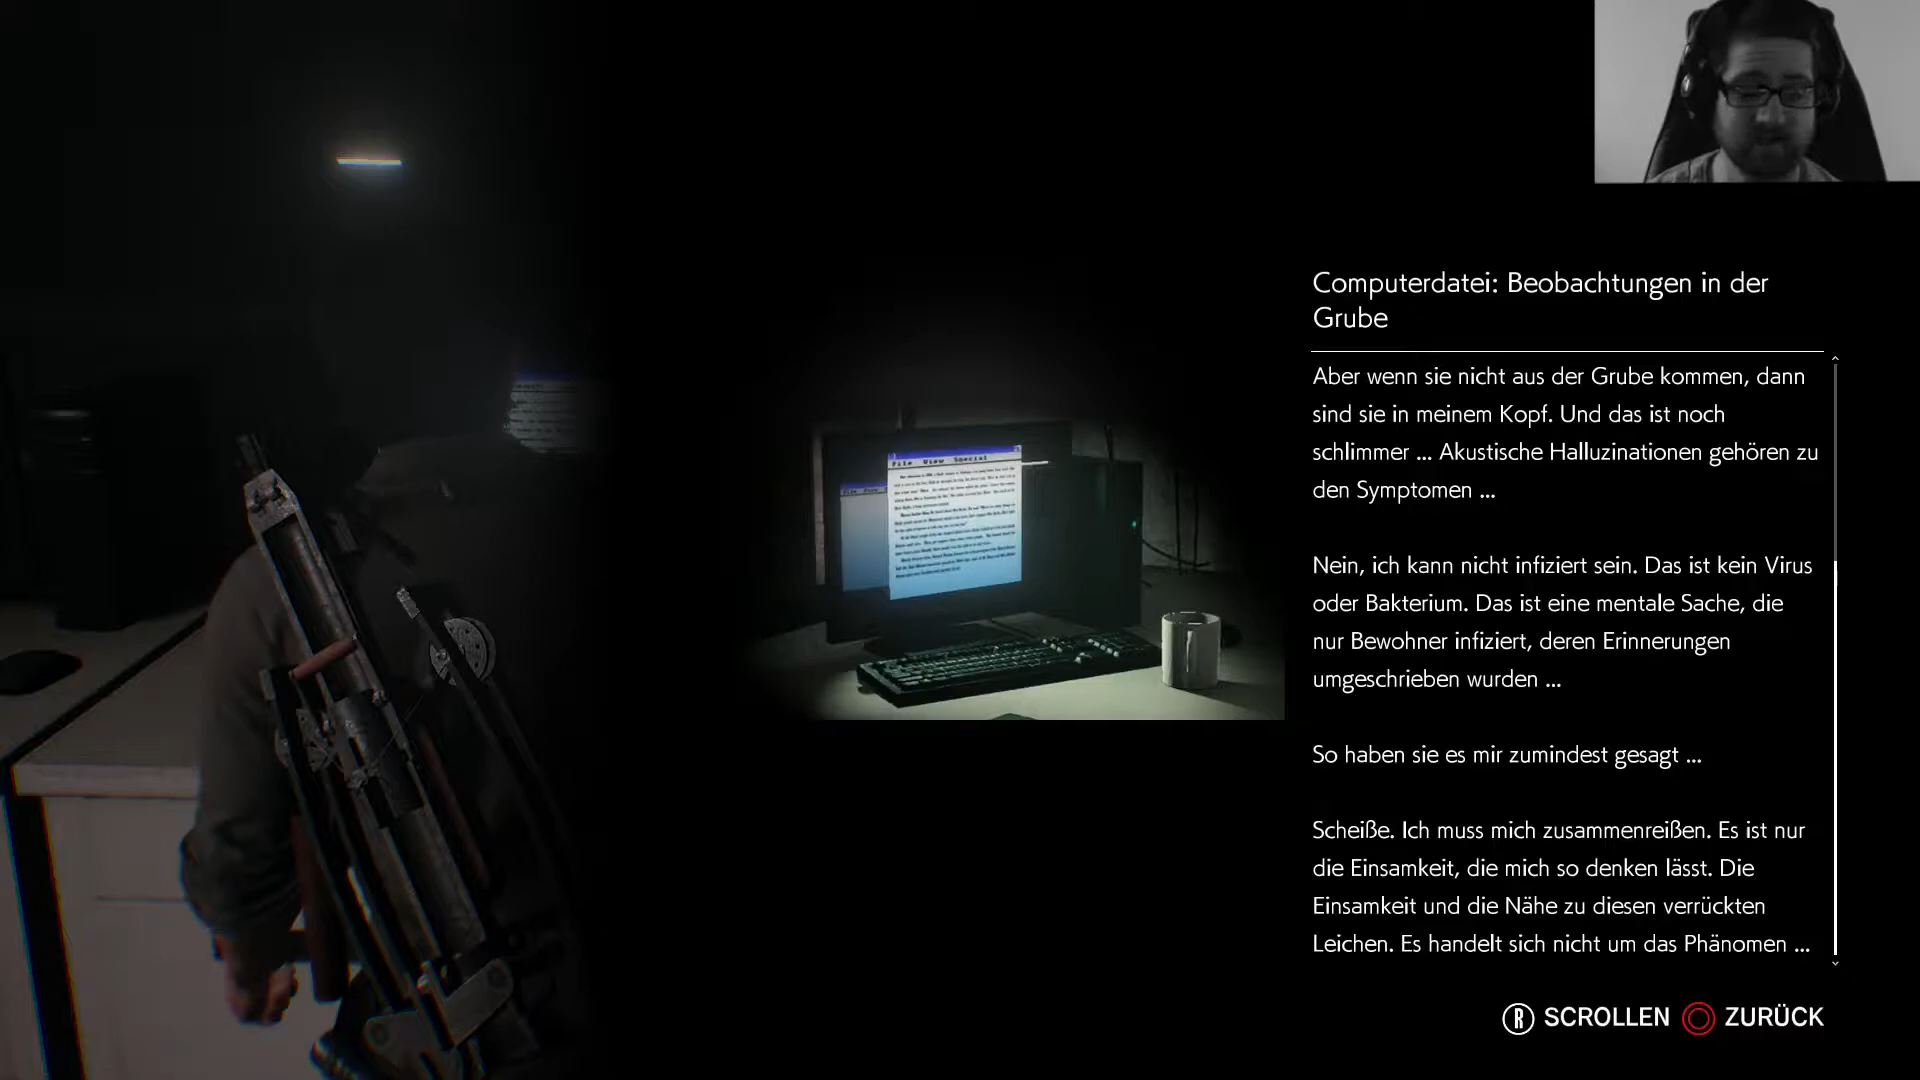 Computerdatei: Beobachtungen in der
Grube
Aber wenn sie nicht aus der Grube kommen, dann
sind sie in meinem Kopf. Und das ist noch
schlimmer ... Akustische Halluzinationen gehören zu
den Symptomen ...
Nein, ich kann nicht infiziert sein. Das ist kein Virus
oder Bakterium. Das ist eine mentale Sache, die
nur Bewohner infiziert, deren Erinnerungen
umgeschrieben wurden ...
So haben sie es mir zumindest gesagt ...
Scheiße. Ich muss mich zusammenreißen. Es ist nur
die Einsamkeit, die mich so denken lässt. Die
Einsamkeit und die Nähe zu diesen verrückten
Leichen. Es handelt sich nicht um das Phänomen ...
R SCROLLEN ZURÜCK
File View Special